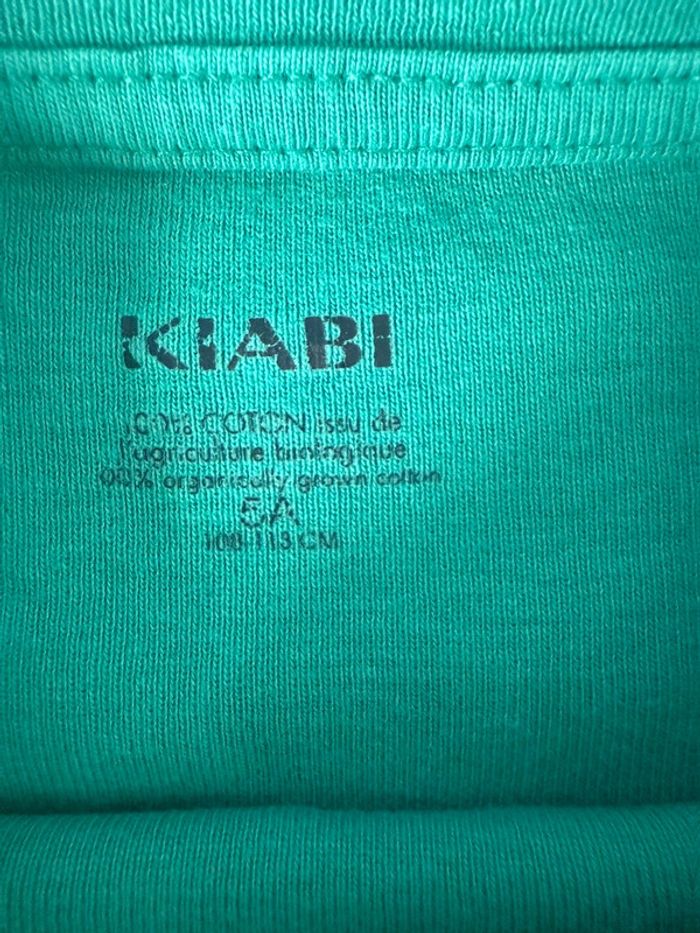 KIABI
100% COTON issu de
l'agriculture biologique
100% organically grown cotton
5A
108-113 CM